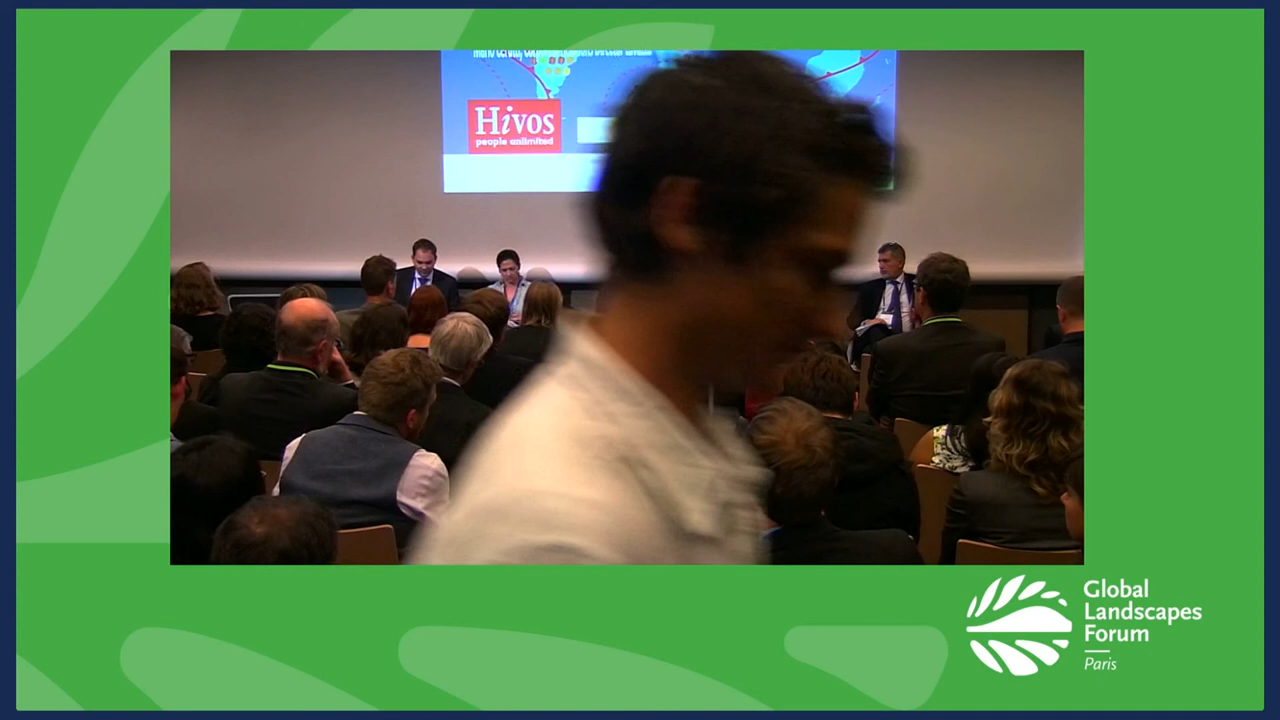 Hivos
people unlimited
Global
Landscapes
Forum
Paris